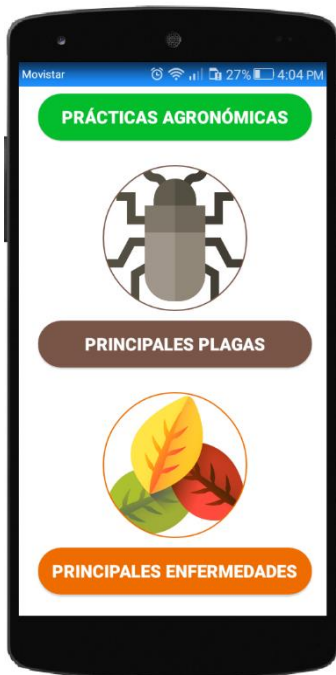 Movistar 27% 4:04 PM
PRÁCTICAS AGRONÓMICAS
PRINCIPALES PLAGAS
PRINCIPALES ENFERMEDADES